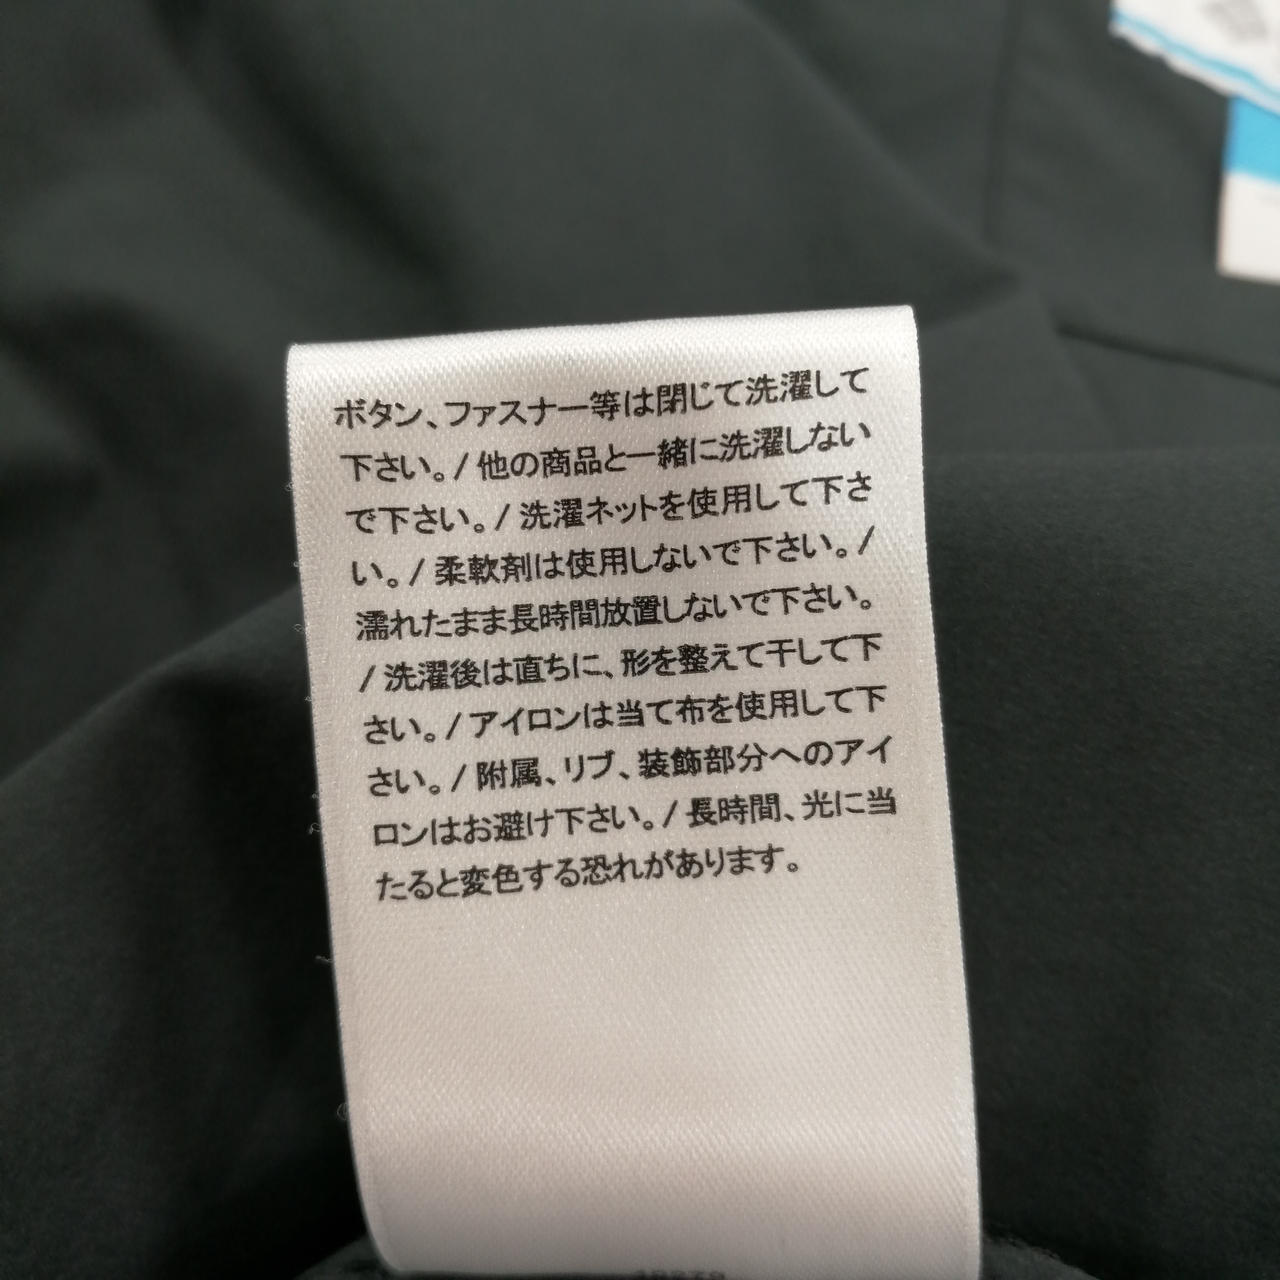 ボタン、ファスナー等は閉じて洗濯して
下さい。/ 他の商品と一緒に洗濯しない
で下さい。/ 洗濯ネットを使用して下さ
い。/ 柔軟剤は使用しないで下さい。/
濡れたまま長時間放置しないで下さい。
/ 洗濯後は直ちに、形を整えて干して下
さい。/ アイロンは当て布を使用して下
さい。/ 附属、リブ、装飾部分へのアイ
ロンはお避け下さい。/ 長時間、光に当
たると変色する恐れがあります。